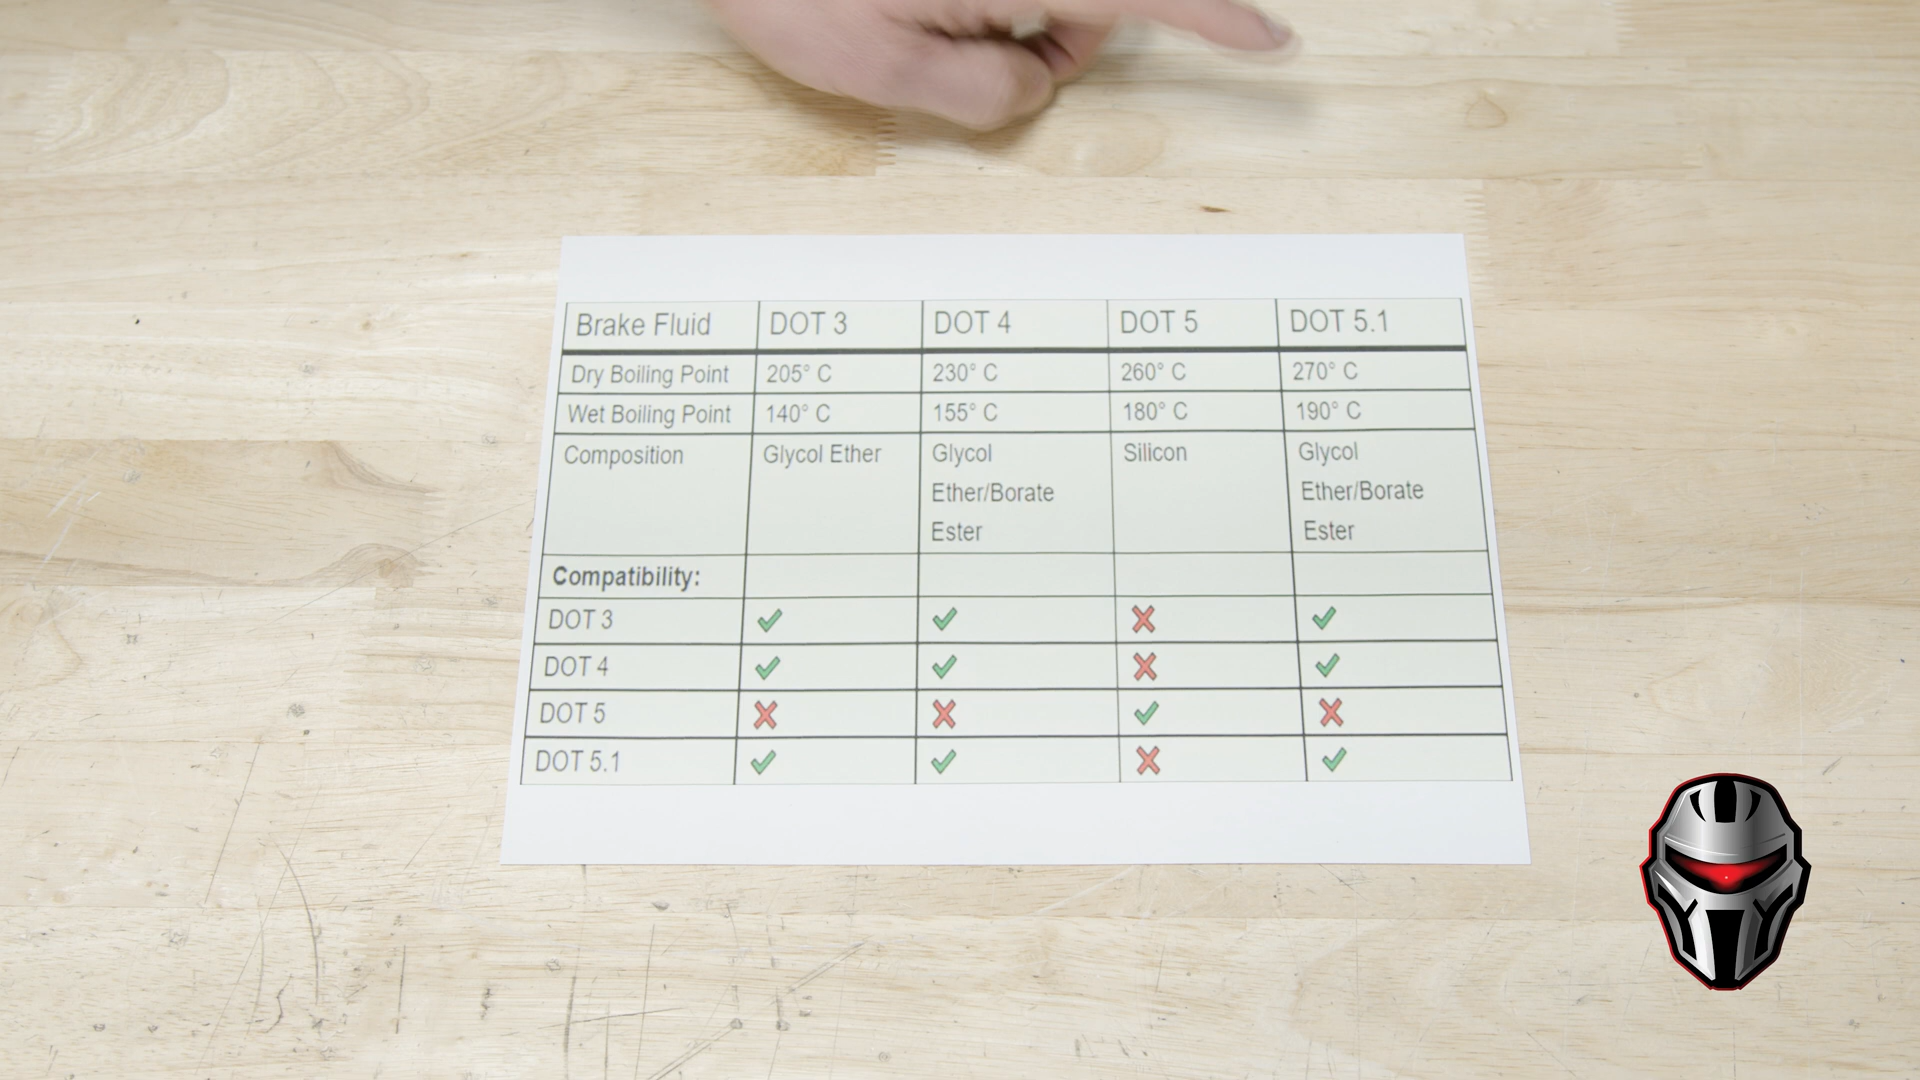 Brake Fluid DOT 3 DOT 4 DOT 5 DOT 5.1
Dry Boiling Point 205° C 230° C 260° C 270° C
Wet Boiling Point 140° C 155° C 180° C 190° C
Composition Glycol Ether Glycol Silicon Glycol
Ether/Borate Ether/Borate
Ester Ester
Compatibility:
DOT 3 ✓ ✓ ✗ ✓
DOT 4 ✓ ✓ ✗ ✓
DOT 5 ✗ ✗ ✓ ✗
DOT 5.1 ✓ ✓ ✗ ✓